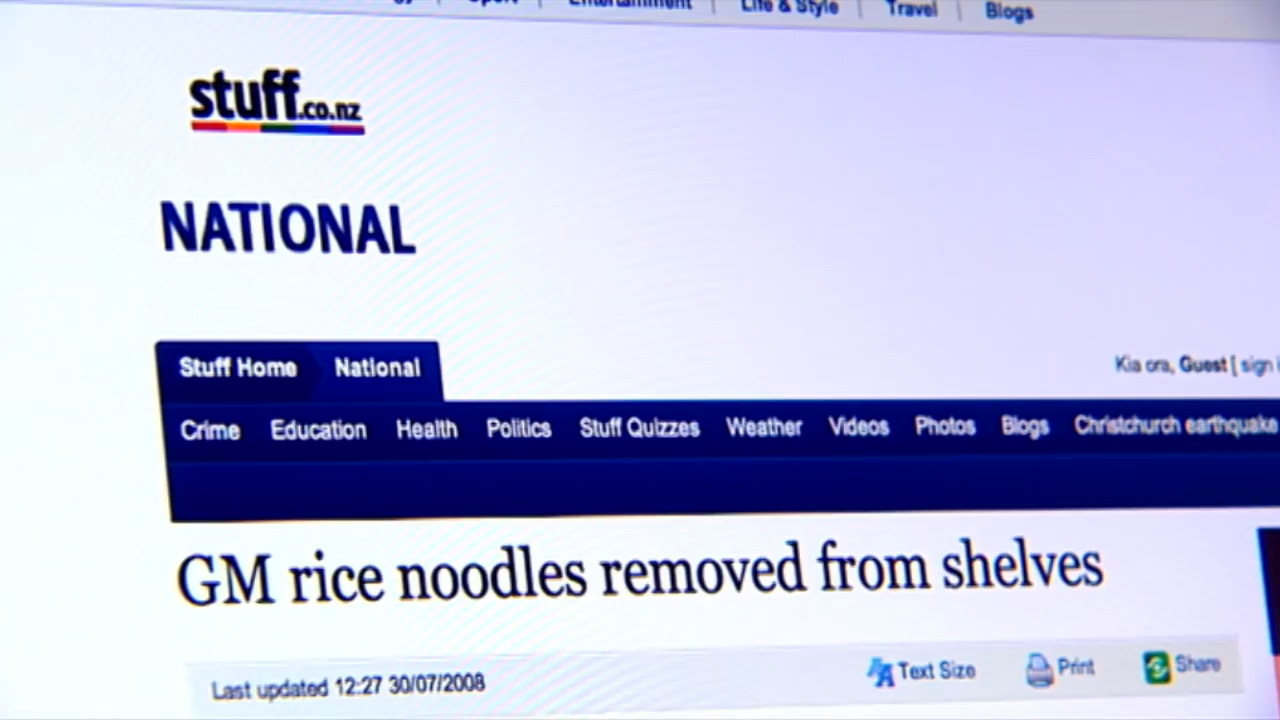 Entertainment
Life & Style
Travel
Blogs
stuff.co.nz
NATIONAL
Stuff Home National
Kia ora, Guest [ sign
Crime Education Health Politics Stuff Quizzes Weather Videos Photos Blogs Christchurch earthquake
GM rice noodles removed from shelves
Last updated 12:27 30/07/2008 Text Size Print Share